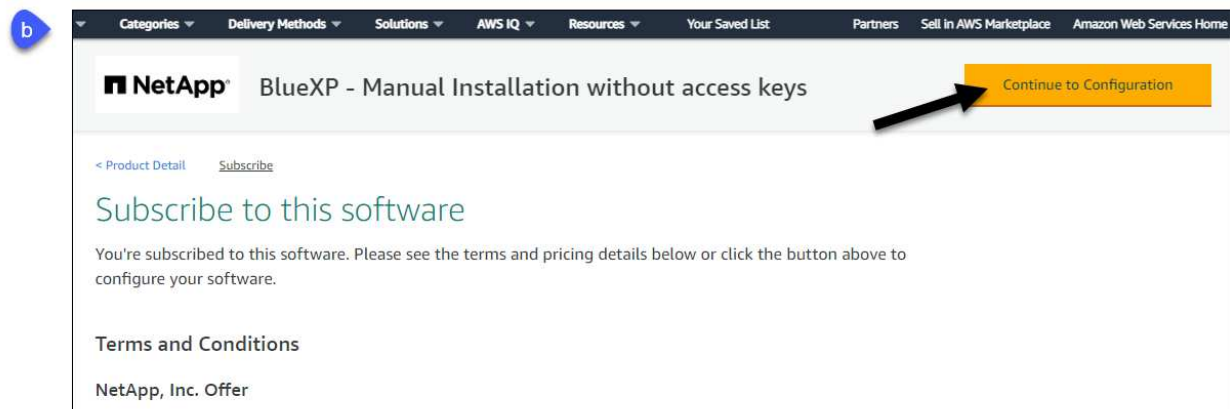 b
Categories Delivery Methods Solutions AWS IQ Resources Your Saved List Partners Sell in AWS Marketplace Amazon Web Services Home
NetApp BlueXP - Manual Installation without access keys Continue to Configuration
< Product Detail Subscribe
Subscribe to this software
You're subscribed to this software. Please see the terms and pricing details below or click the button above to
configure your software.
Terms and Conditions
NetApp, Inc. Offer